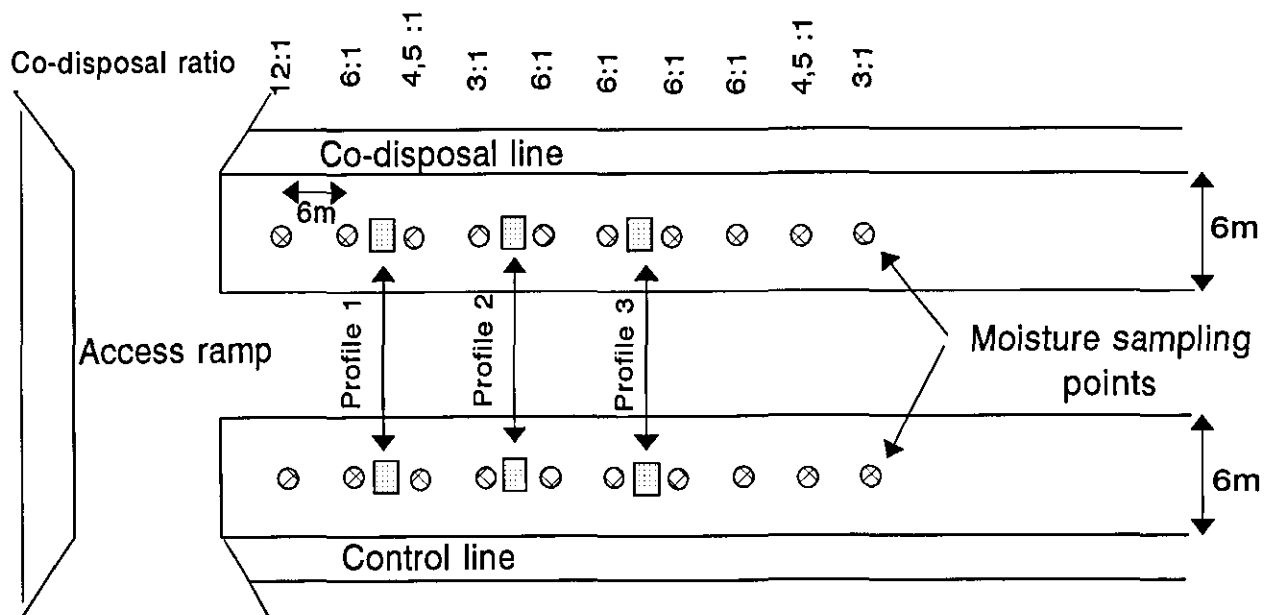 Co-disposal ratio
12:1
6:1
4,5 :1
3:1
6:1
6:1
6:1
6:1
4,5 :1
3:1
Co-disposal line
6m
6m
Profile 1
Profile 2
Profile 3
Access ramp
Moisture sampling
points
6m
Control line